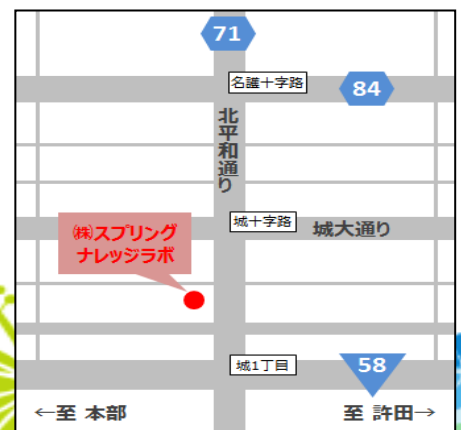 71
名護十字路
84
北平和通り
城十字路
城大通り
㈱スプリング
ナレッジラボ
城1丁目
58
←至 本部
至 許田→